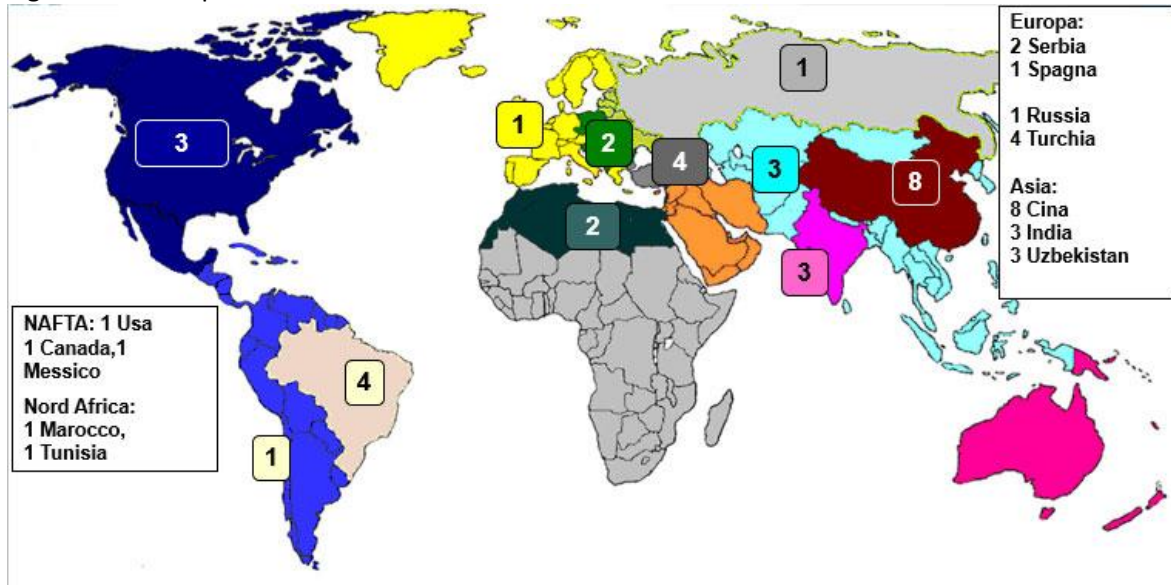 Europa:
2 Serbia
1 Spagna
1 Russia
4 Turchia
Asia:
8 Cina
3 India
3 Uzbekistan
3
1
2
4
1
3
8
2
3
4
1
NAFTA: 1 Usa
1 Canada,1
Messico
Nord Africa:
1 Marocco,
1 Tunisia